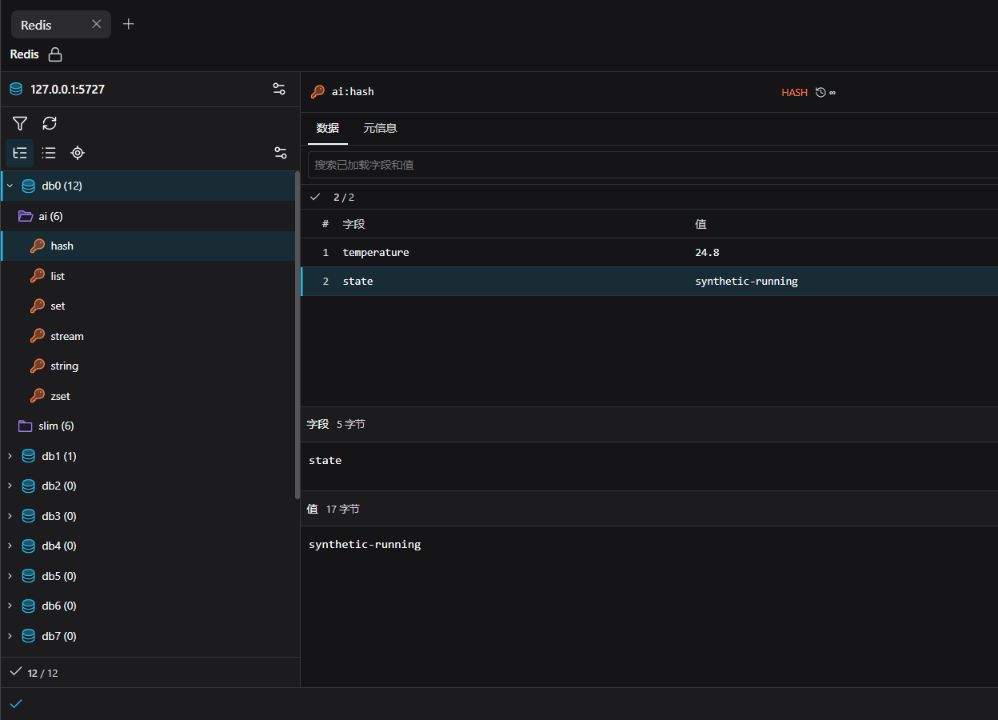 Redis
Redis
127.0.0.1:5727
db0 (12)
ai (6)
hash
list
set
stream
string
zset
slim (6)
db1 (1)
db2 (0)
db3 (0)
db4 (0)
db5 (0)
db6 (0)
db7 (0)
12 / 12
ai:hash
HASH ∞
数据 元信息
搜索已加载字段和值
2 / 2
# 字段 值
1 temperature 24.8
2 state synthetic-running
字段 5 字节
state
值 17 字节
synthetic-running